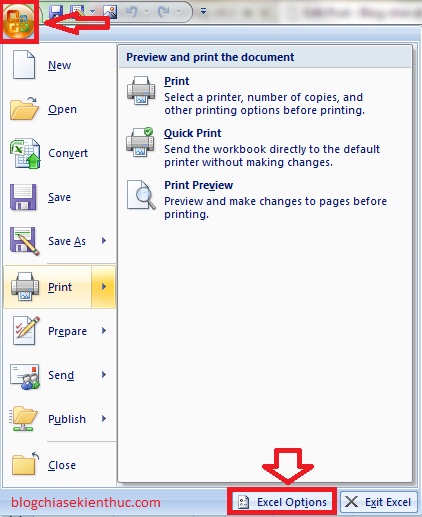 New
Open
Convert
Save
Save As
Print
Prepare
Send
Publish
Close
Preview and print the document
Print
Select a printer, number of copies, and
other printing options before printing.
Quick Print
Send the workbook directly to the default
printer without making changes.
Print Preview
Preview and make changes to pages before
printing.
blogchiasekienthuc.com
Excel Options
Exit Excel